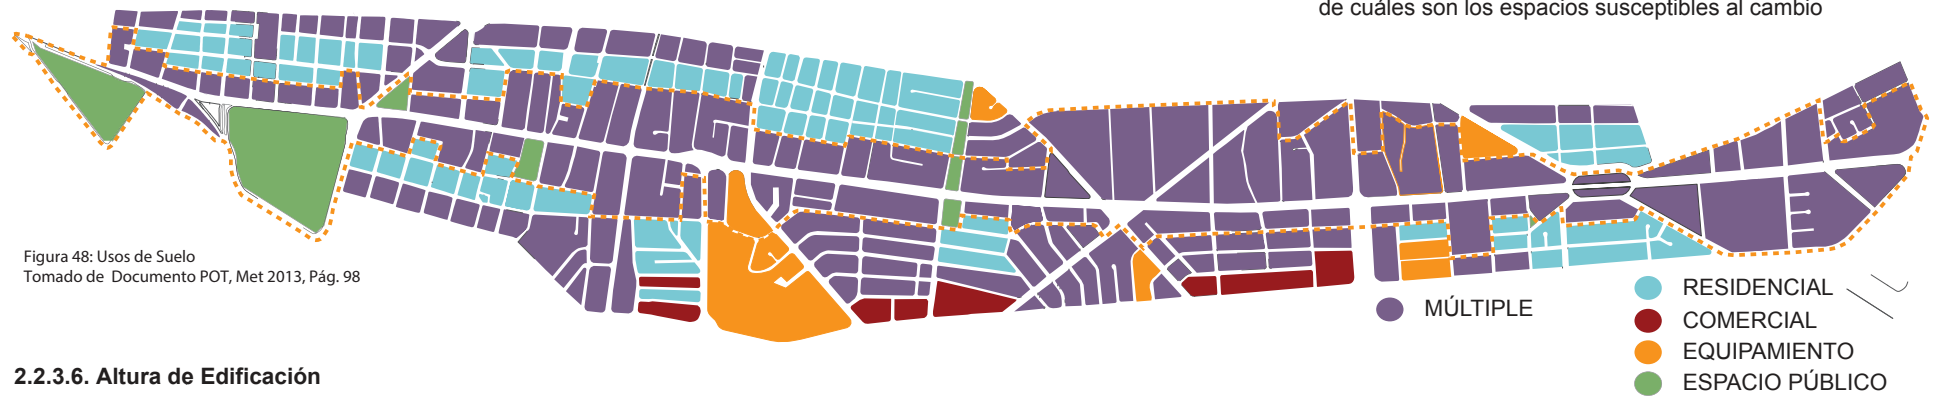 de cuáles son los espacios susceptibles al cambio
Figura 48: Usos de Suelo
Tomado de Documento POT, Met 2013, Pág. 98
MÚLTIPLE
RESIDENCIAL
COMERCIAL
EQUIPAMIENTO
ESPACIO PÚBLICO
2.2.3.6. Altura de Edificación